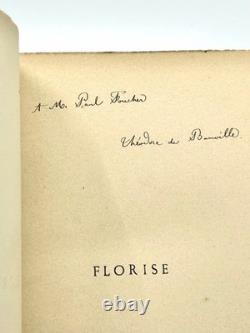 A M. Paul Foucher
Théodore de Banville.
FLORISE